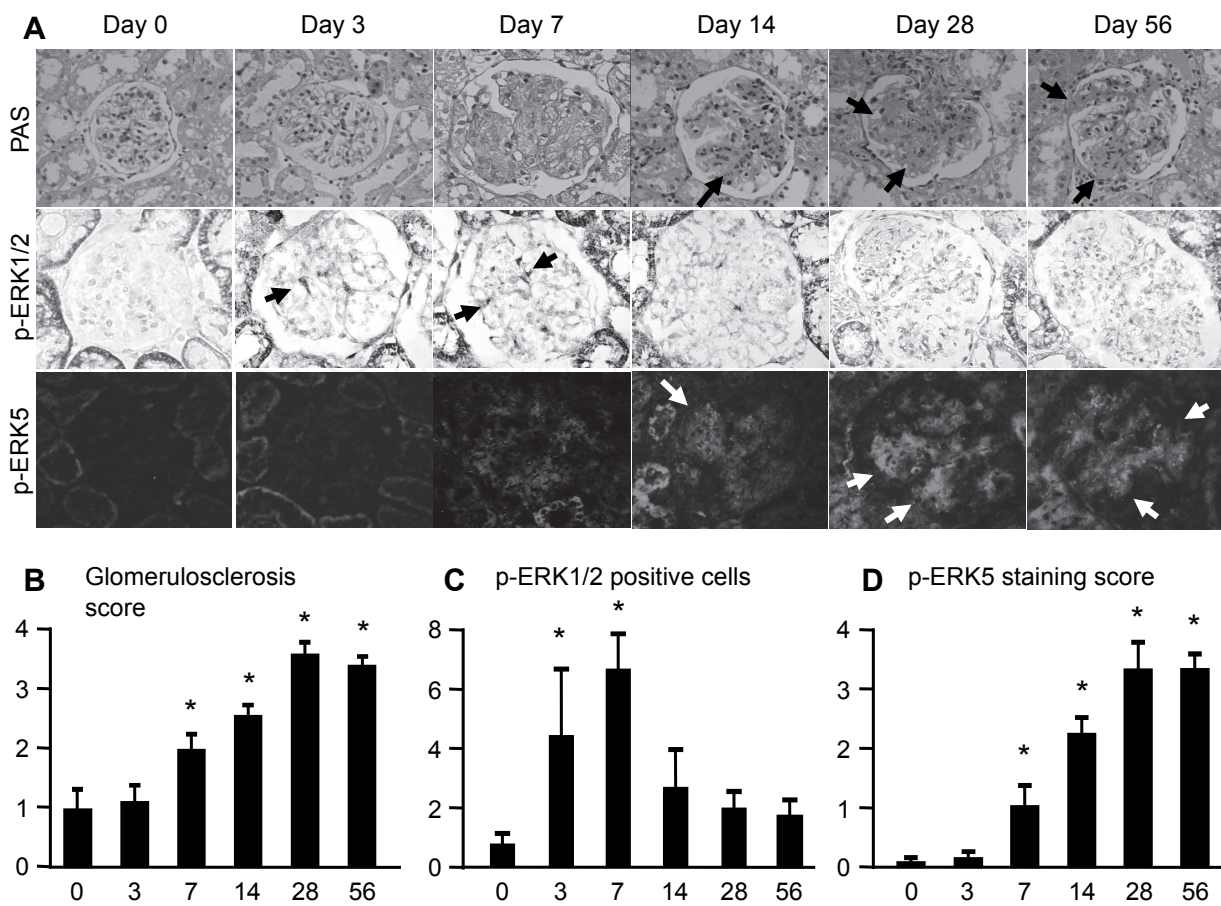 A Day 0 Day 3 Day 7 Day 14 Day 28 Day 56
PAS
p-ERK1/2
p-ERK5
B Glomerulosclerosis
score
4
3
2
1
0
* * * *
0 3 7 14 28 56
C p-ERK1/2 positive cells
8
6
4
2
0
* *
0 3 7 14 28 56
D p-ERK5 staining score
4
3
2
1
0
* * * *
0 3 7 14 28 56